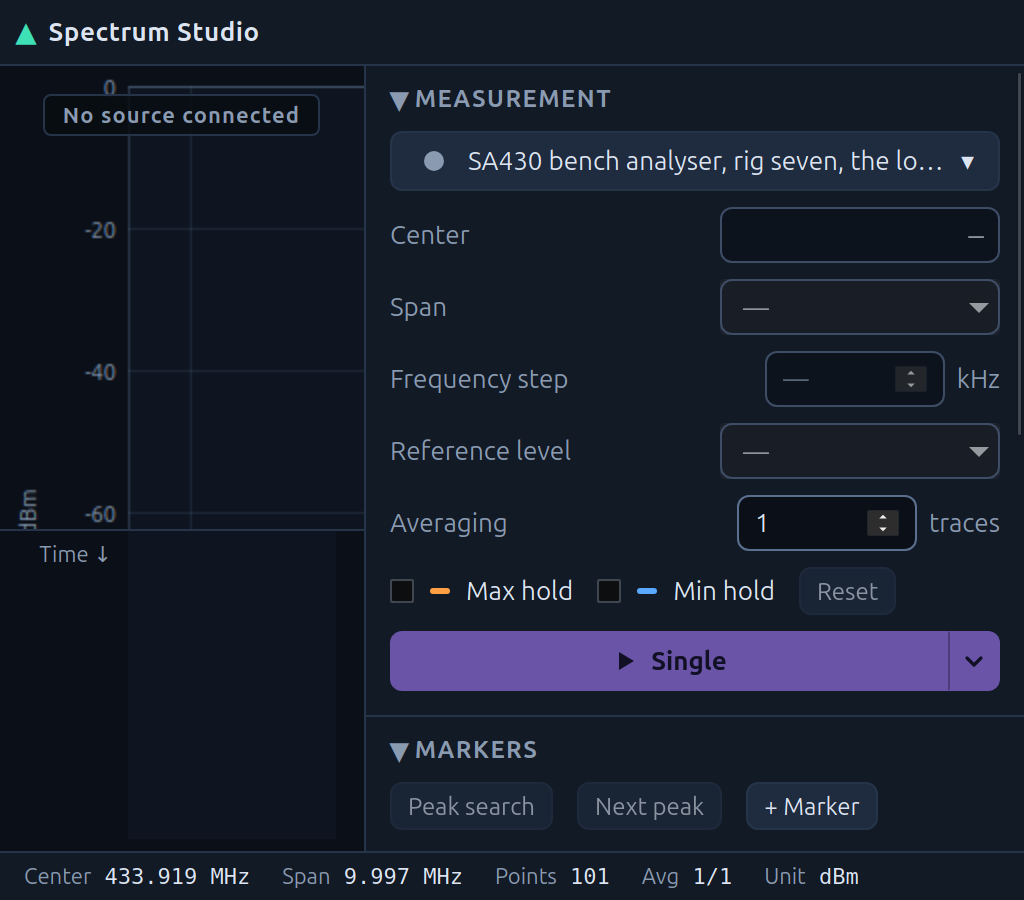 ▲ Spectrum Studio
0
No source connected
-20
-40
-60
dBm
Time ↓
▼ MEASUREMENT
SA430 bench analyser, rig seven, the lo… ▼
Center –
Span —
Frequency step — kHz
Reference level —
Averaging 1 traces
Max hold Min hold Reset
Single
▼ MARKERS
Peak search Next peak + Marker
Center 433.919 MHz Span 9.997 MHz Points 101 Avg 1/1 Unit dBm